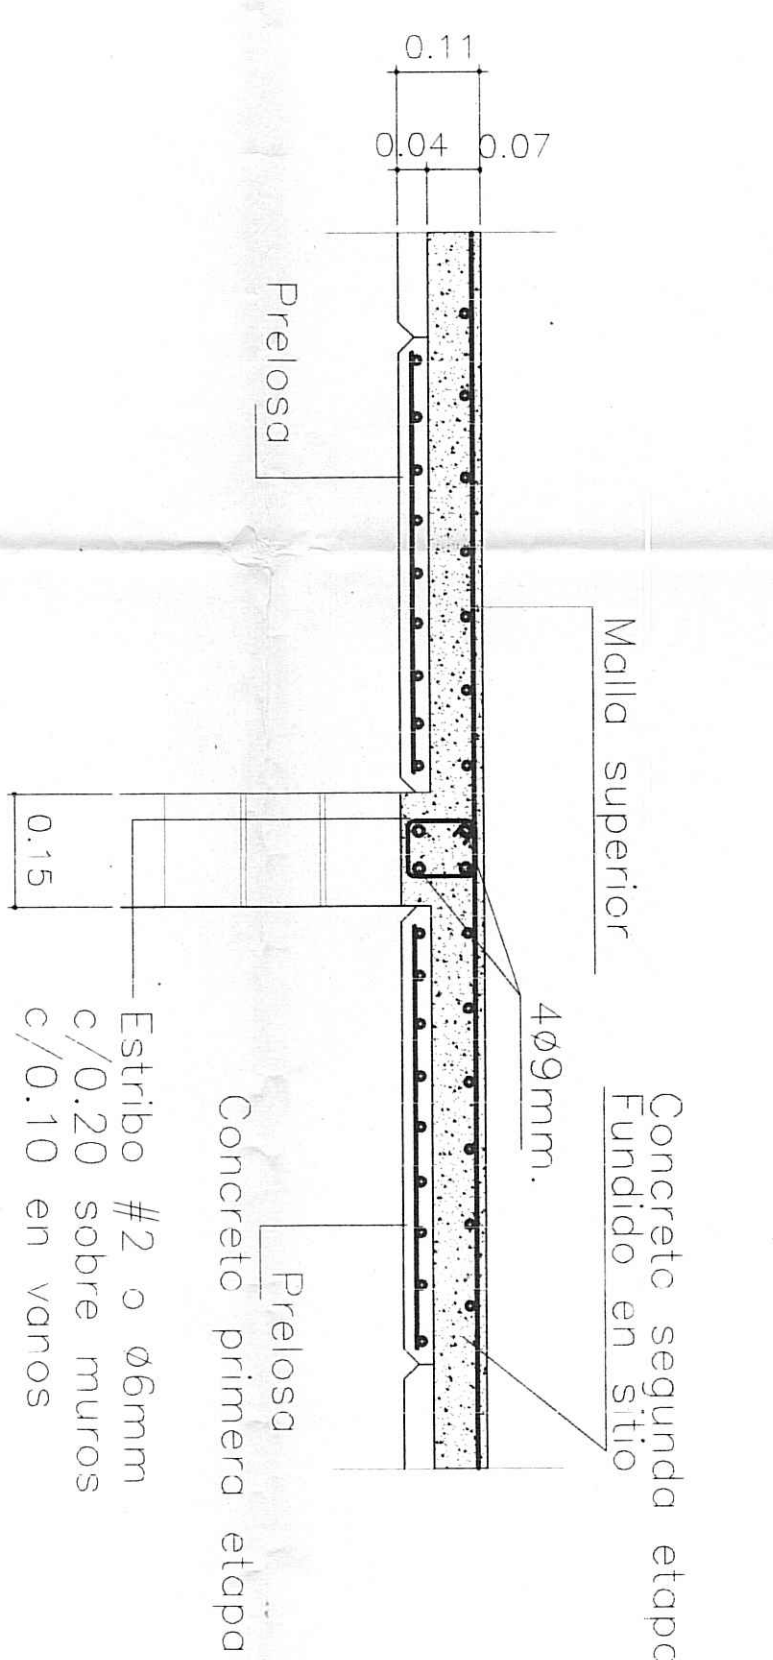 0.11
0.04
0.07
Prelosa
Malla superior
4ø9mm.
Concreto segunda etapa
Fundido en sitio
Prelosa
Concreto primera etapa
0.15
Estribo #2 o ø6mm
c/0.20 sobre muros
c/0.10 en vanos